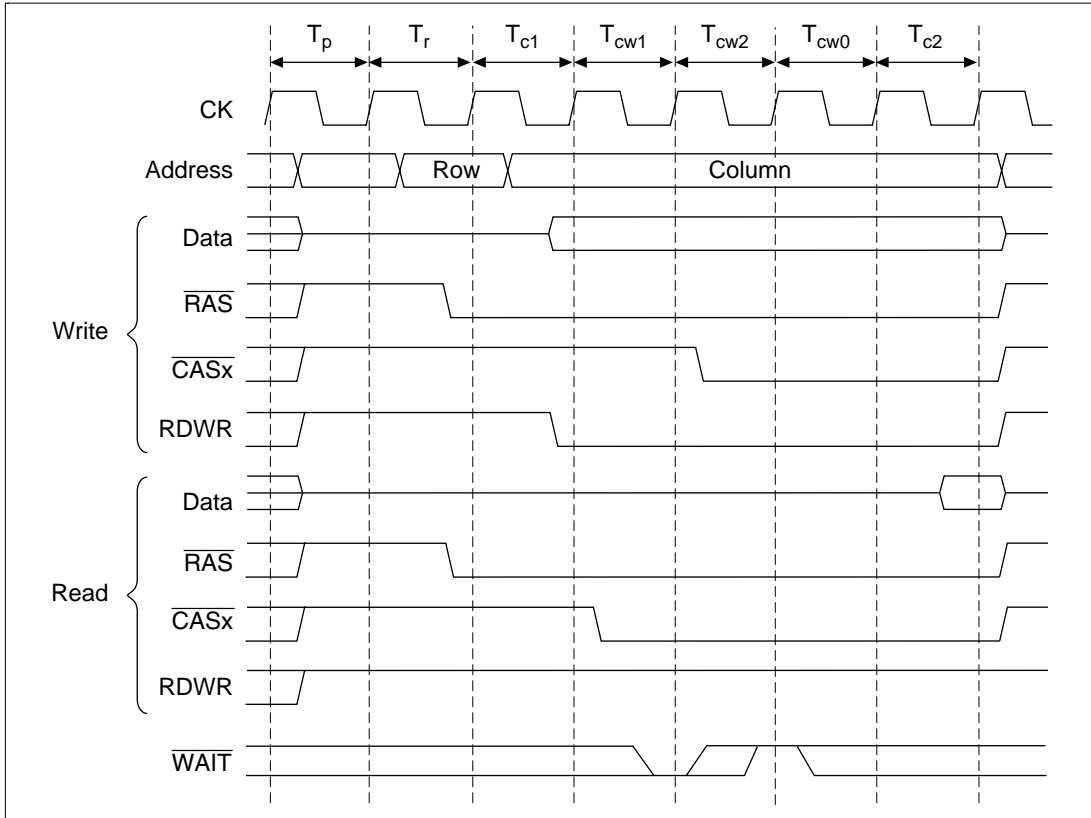 Tp Tr Tc1 Tcw1 Tcw2 Tcw0 Tc2
CK
Address Row Column
Write
Data
RAS
CASx
RDWR
Read
Data
RAS
CASx
RDWR
WAIT